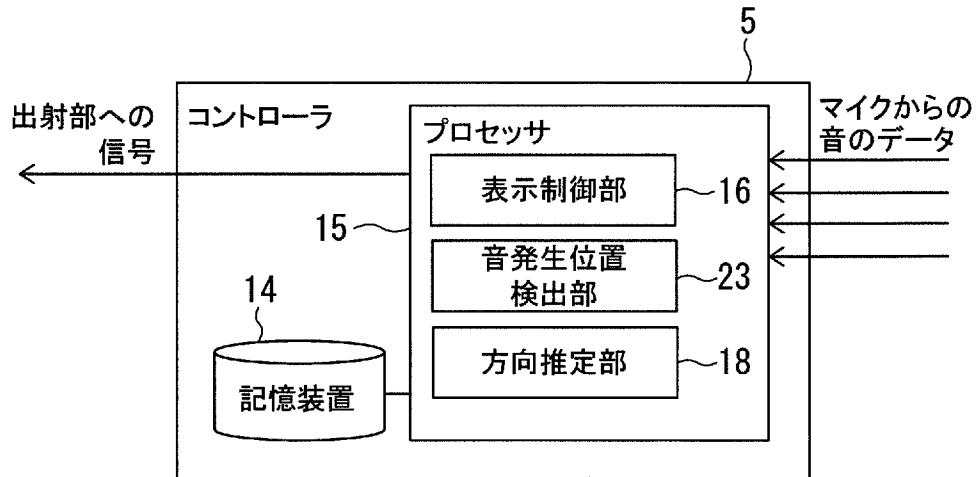 5
出射部への
信号
コントローラ
プロセッサ
マイクからの
音のデータ
表示制御部
16
15
音発生位置
検出部
23
14
方向推定部
18
記憶装置